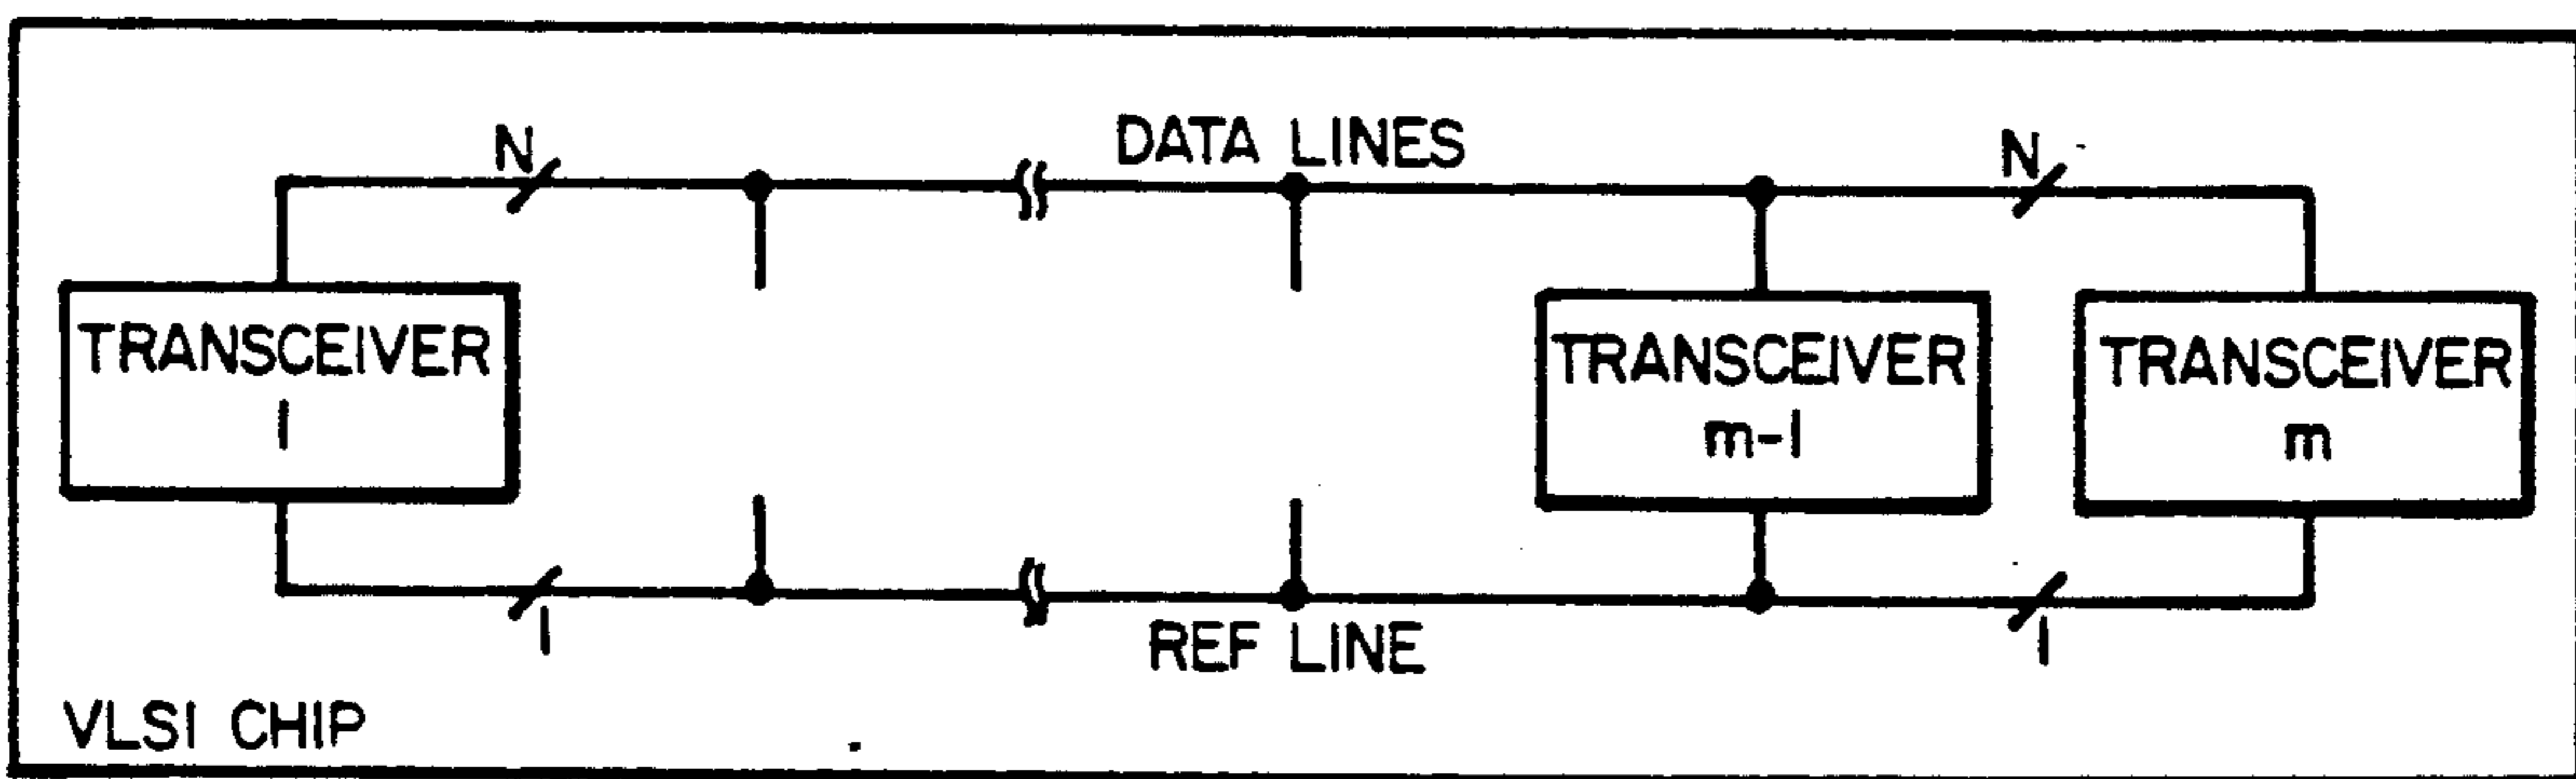 N
DATA LINES
N
TRANSCEIVER
1
TRANSCEIVER
m-1
TRANSCEIVER
m
1
REF LINE
1
VLSI CHIP